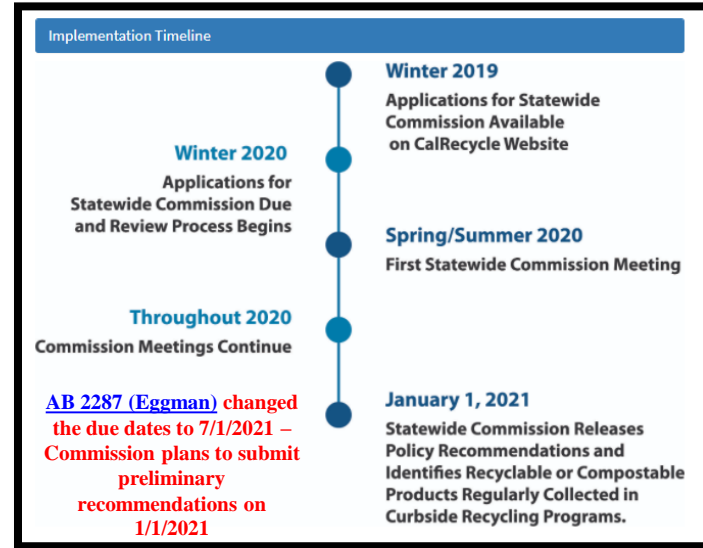 Implementation Timeline
Winter 2019
Applications for Statewide
Commission Available
on CalRecycle Website
Winter 2020
Applications for
Statewide Commission Due
and Review Process Begins
Spring/Summer 2020
First Statewide Commission Meeting
Throughout 2020
Commission Meetings Continue
AB 2287 (Eggman) changed
the due dates to 7/1/2021 –
Commission plans to submit
preliminary
recommendations on
1/1/2021
January 1, 2021
Statewide Commission Releases
Policy Recommendations and
Identifies Recyclable or Compostable
Products Regularly Collected in
Curbside Recycling Programs.